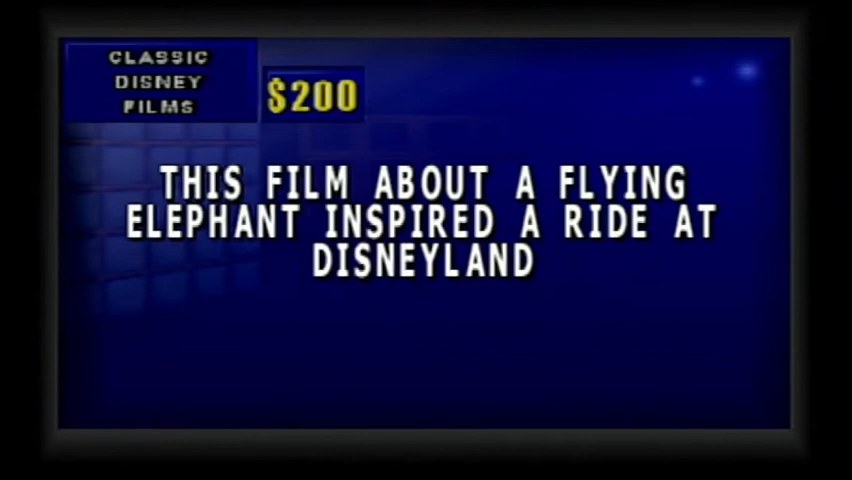 CLASSIC
DISNEY
FILMS
$200
THIS FILM ABOUT A FLYING
ELEPHANT INSPIRED A RIDE AT
DISNEYLAND